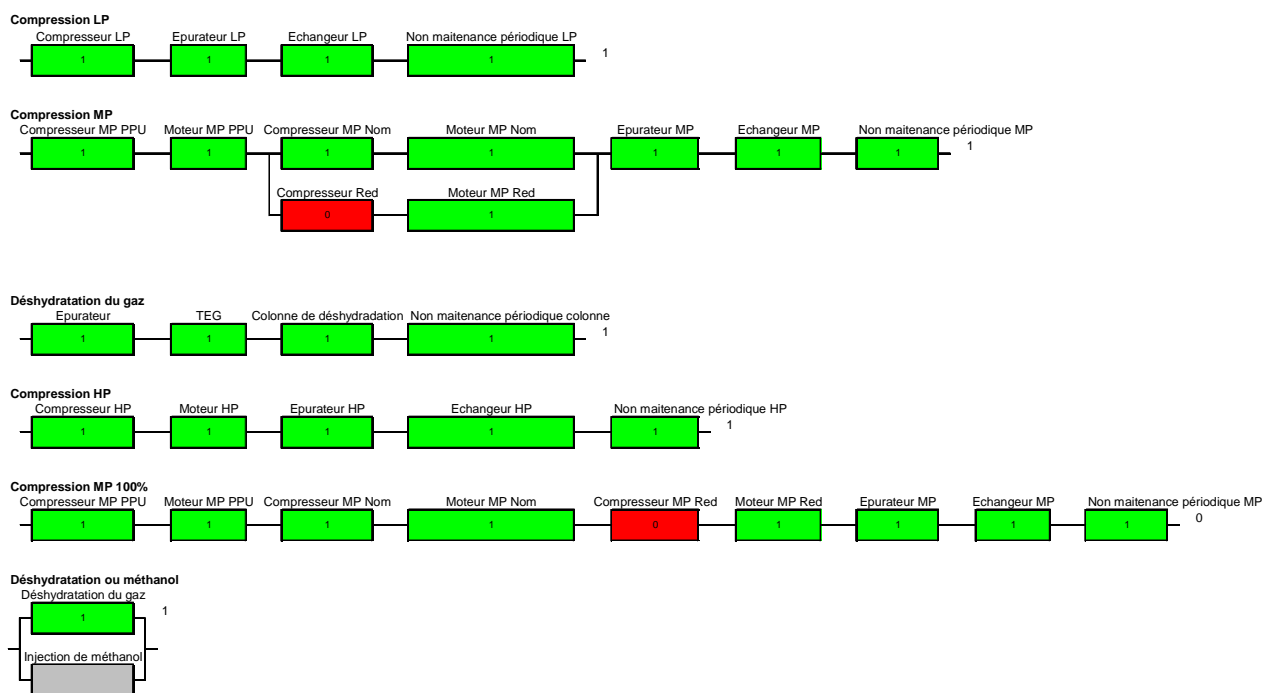 Compression LP
Compresseur LP Epurateur LP Echangeur LP Non maitenance périodique LP
1 1 1 1 1
Compression MP
Compresseur MP PPU Moteur MP PPU Compresseur MP Nom Moteur MP Nom Epurateur MP Echangeur MP Non maitenance périodique MP
1 1 1 1 1 1 1 1
Compresseur Red Moteur MP Red
0 1
Déshydratation du gaz
Epurateur TEG Colonne de déshydradation Non maitenance périodique colonne
1 1 1 1 1
Compression HP
Compresseur HP Moteur HP Epurateur HP Echangeur HP Non maitenance périodique HP
1 1 1 1 1 1
Compression MP 100%
Compresseur MP PPU Moteur MP PPU Compresseur MP Nom Moteur MP Nom Compresseur MP Red Moteur MP Red Epurateur MP Echangeur MP Non maitenance périodique MP
1 1 1 1 0 1 1 1 1 0
Déshydratation ou méthanol
Déshydratation du gaz
1 1
Injection de méthanol